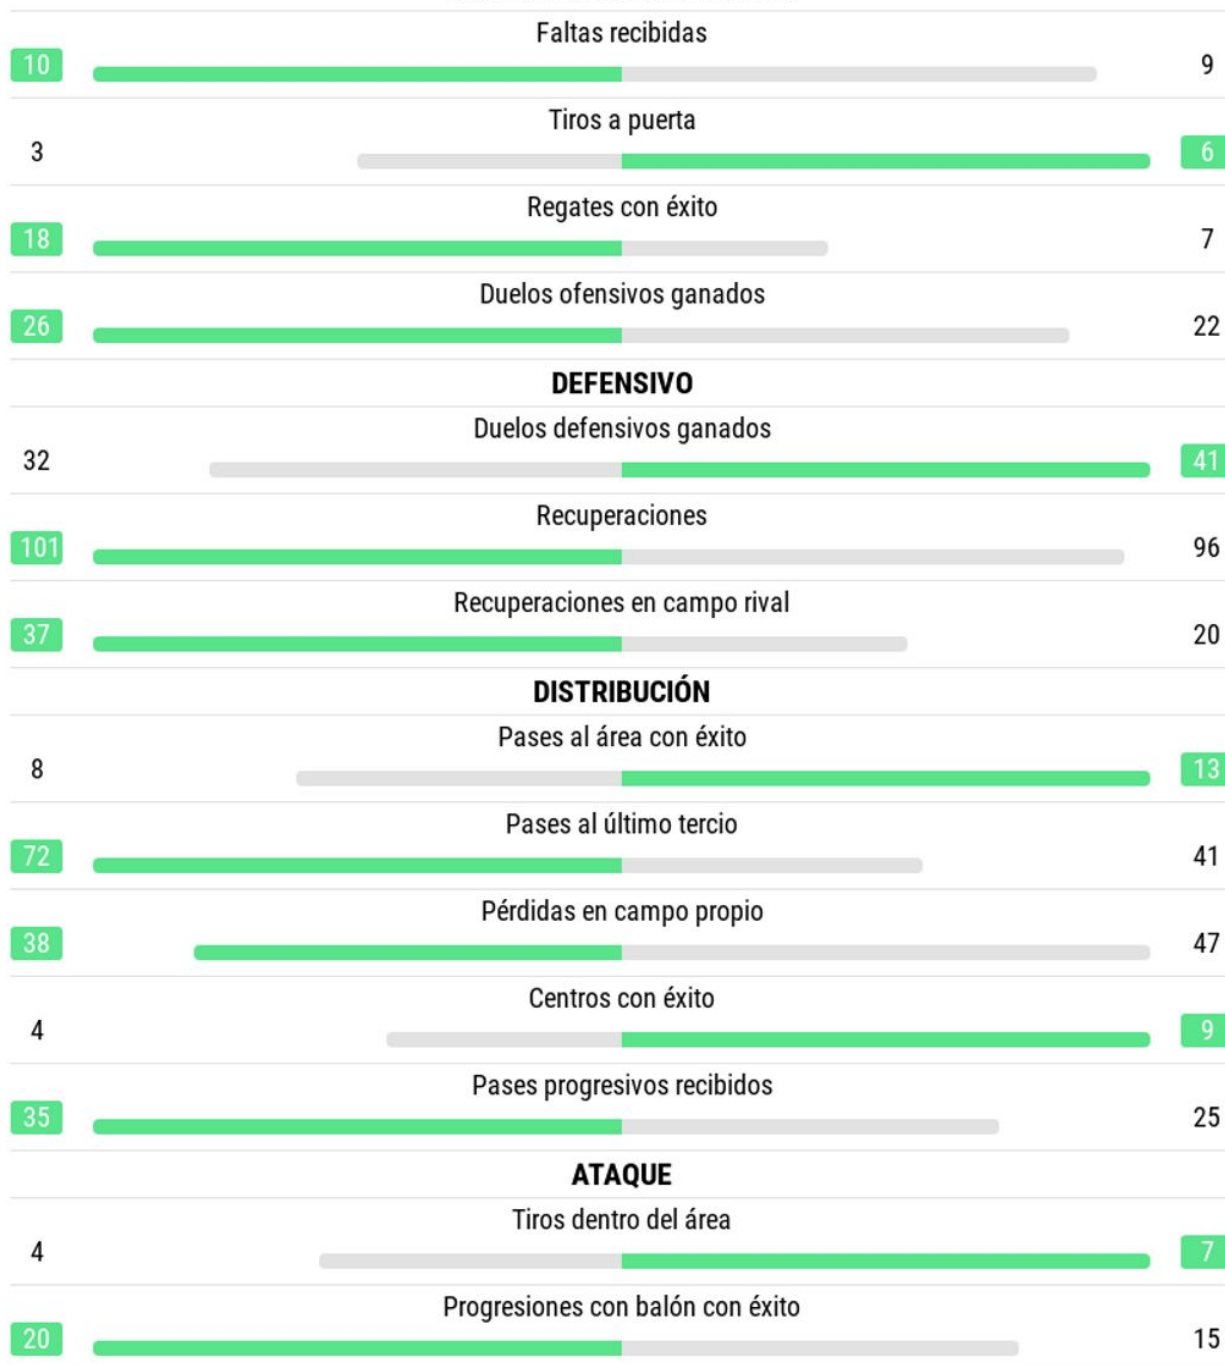 Faltas recibidas
10 9
Tiros a puerta
3 6
Regates con éxito
18 7
Duelos ofensivos ganados
26 22
DEFENSIVO
Duelos defensivos ganados
32 41
Recuperaciones
101 96
Recuperaciones en campo rival
37 20
DISTRIBUCIÓN
Pases al área con éxito
8 13
Pases al último tercio
72 41
Pérdidas en campo propio
38 47
Centros con éxito
4 9
Pases progresivos recibidos
35 25
ATAQUE
Tiros dentro del área
4 7
Progresiones con balón con éxito
20 15